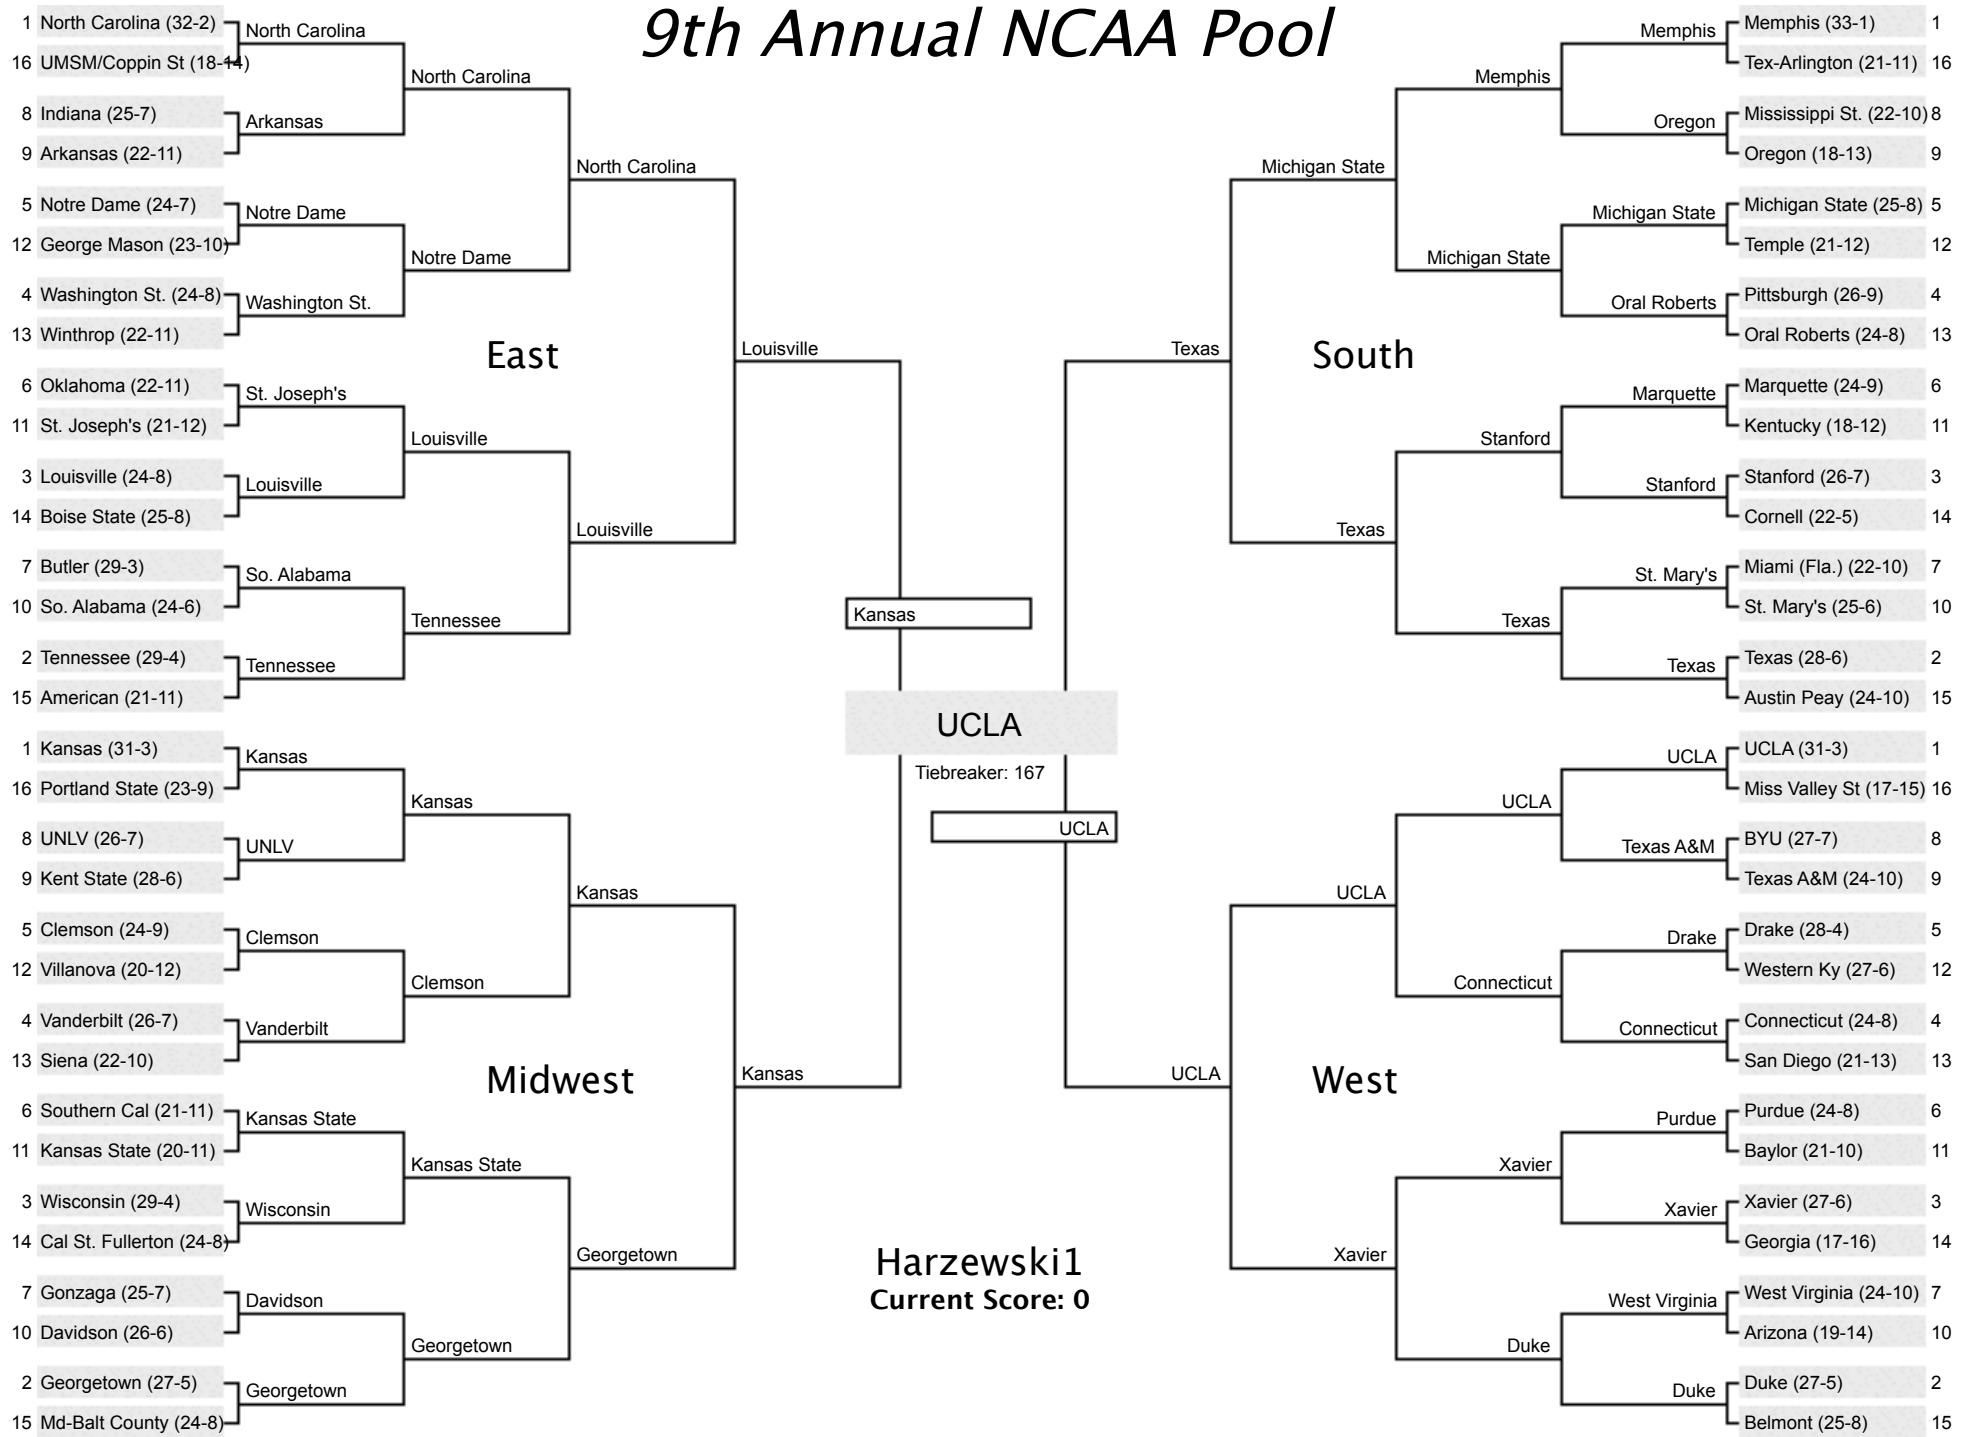 9th Annual NCAA Pool
1 North Carolina (32-2)
16 UMSM/Coppin St (18-14)
8 Indiana (25-7)
9 Arkansas (22-11)
5 Notre Dame (24-7)
12 George Mason (23-10)
4 Washington St. (24-8)
13 Winthrop (22-11)
6 Oklahoma (22-11)
11 St. Joseph's (21-12)
3 Louisville (24-8)
14 Boise State (25-8)
7 Butler (29-3)
10 So. Alabama (24-6)
2 Tennessee (29-4)
15 American (21-11)
North Carolina
Arkansas
Notre Dame
Washington St.
St. Joseph's
Louisville
So. Alabama
Tennessee
North Carolina
Notre Dame
Louisville
Tennessee
North Carolina
Louisville
East
Louisville
1 Kansas (31-3)
16 Portland State (23-9)
8 UNLV (26-7)
9 Kent State (28-6)
5 Clemson (24-9)
12 Villanova (20-12)
4 Vanderbilt (26-7)
13 Siena (22-10)
6 Southern Cal (21-11)
11 Kansas State (20-11)
3 Wisconsin (29-4)
14 Cal St. Fullerton (24-8)
7 Gonzaga (25-7)
10 Davidson (26-6)
2 Georgetown (27-5)
15 Md-Balt County (24-8)
Kansas
UNLV
Clemson
Vanderbilt
Kansas State
Wisconsin
Davidson
Georgetown
Kansas
Clemson
Kansas State
Georgetown
Kansas
Georgetown
Midwest
Kansas
Kansas
UCLA
Tiebreaker: 167
UCLA
Harzewski1
Current Score: 0
Memphis (33-1) 1
Tex-Arlington (21-11) 16
Mississippi St. (22-10) 8
Oregon (18-13) 9
Michigan State (25-8) 5
Temple (21-12) 12
Pittsburgh (26-9) 4
Oral Roberts (24-8) 13
Marquette (24-9) 6
Kentucky (18-12) 11
Stanford (26-7) 3
Cornell (22-5) 14
Miami (Fla.) (22-10) 7
St. Mary's (25-6) 10
Texas (28-6) 2
Austin Peay (24-10) 15
Memphis
Oregon
Michigan State
Oral Roberts
Marquette
Stanford
St. Mary's
Texas
Memphis
Michigan State
Stanford
Texas
Michigan State
Texas
South
Texas
UCLA (31-3) 1
Miss Valley St (17-15) 16
BYU (27-7) 8
Texas A&M (24-10) 9
Drake (28-4) 5
Western Ky (27-6) 12
Connecticut (24-8) 4
San Diego (21-13) 13
Purdue (24-8) 6
Baylor (21-10) 11
Xavier (27-6) 3
Georgia (17-16) 14
West Virginia (24-10) 7
Arizona (19-14) 10
Duke (27-5) 2
Belmont (25-8) 15
UCLA
Texas A&M
Drake
Connecticut
Purdue
Xavier
West Virginia
Duke
UCLA
Connecticut
Xavier
Duke
UCLA
Xavier
West
UCLA